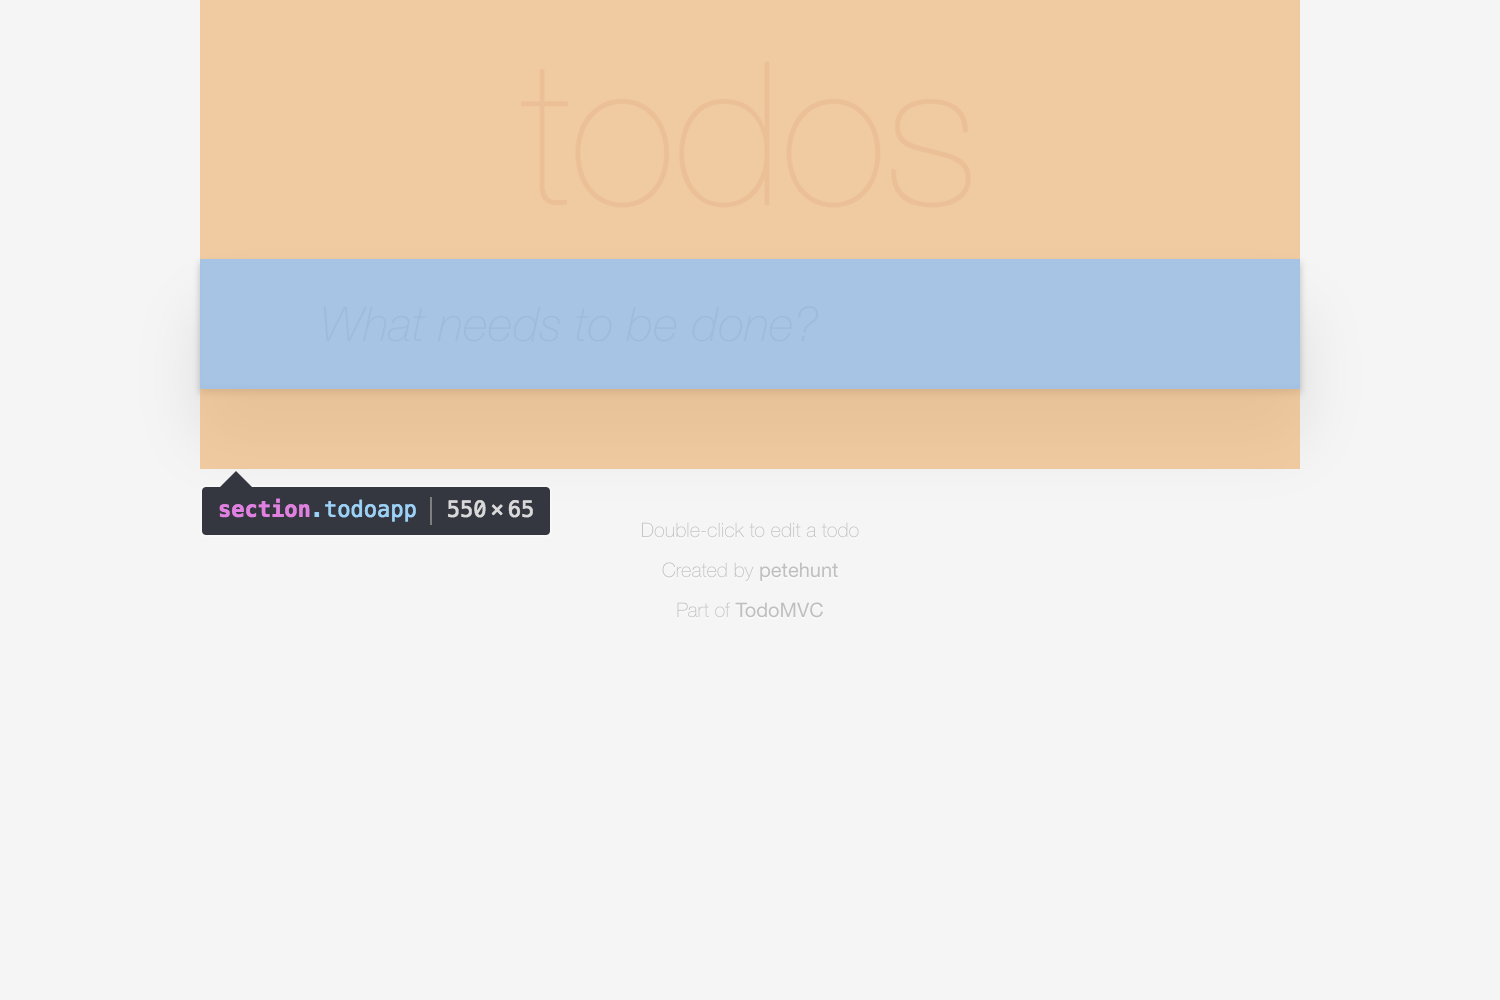 todos
What needs to be done?
section.todoapp | 550×65
Double-click to edit a todo
Created by petehunt
Part of TodoMVC